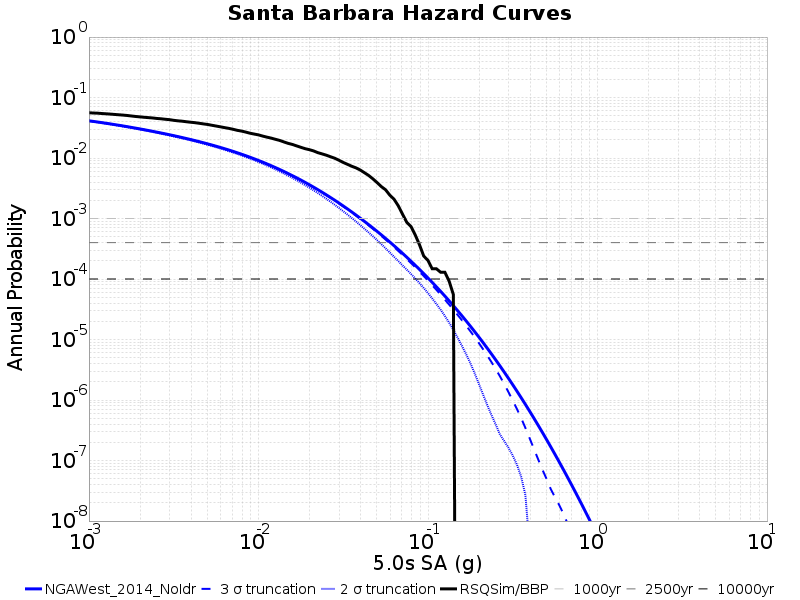 Santa Barbara Hazard Curves
10^0
10^-1
10^-2
10^-3
10^-4
10^-5
10^-6
10^-7
10^-8
Annual Probability
10^-3 10^-2 10^-1 10^0 10^1
5.0s SA (g)
NGAWest_2014_NoIdr 3 σ truncation 2 σ truncation RSQSim/BBP 1000yr 2500yr 10000yr